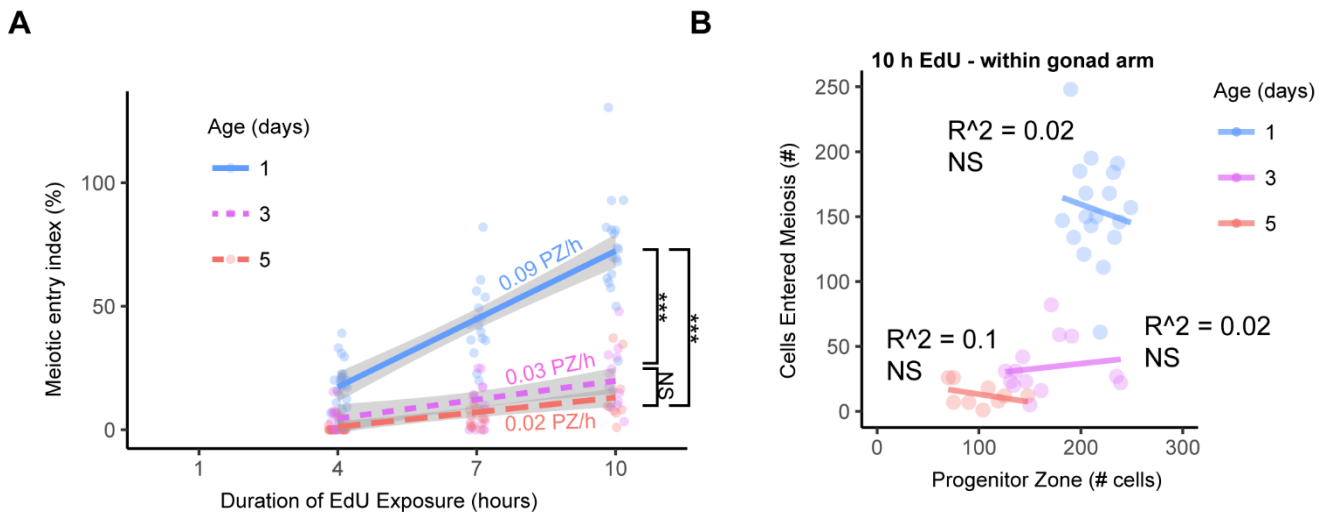 A
Meiotic entry index (%)
100
50
0
Age (days)
1
3
5
0.09 PZ/h
0.03 PZ/h
0.02 PZ/h
***
***
NS
1
4
7
10
Duration of EdU Exposure (hours)
B
10 h EdU - within gonad arm
Cells Entered Meiosis (#)
250
200
150
100
50
0
R^2 = 0.02
NS
R^2 = 0.1
NS
R^2 = 0.02
NS
0
100
200
300
Progenitor Zone (# cells)
Age (days)
1
3
5